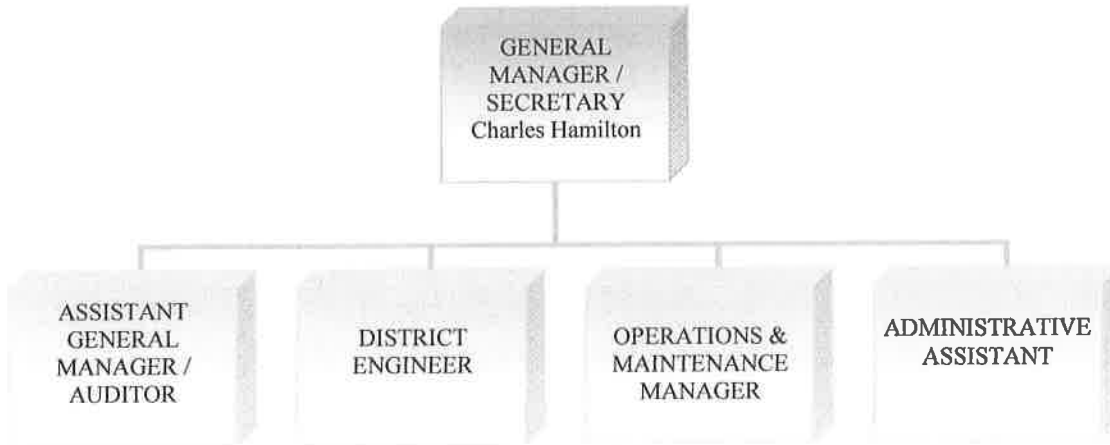 GENERAL
MANAGER /
SECRETARY
Charles Hamilton
ASSISTANT
GENERAL
MANAGER /
AUDITOR
DISTRICT
ENGINEER
OPERATIONS &
MAINTENANCE
MANAGER
ADMINISTRATIVE
ASSISTANT